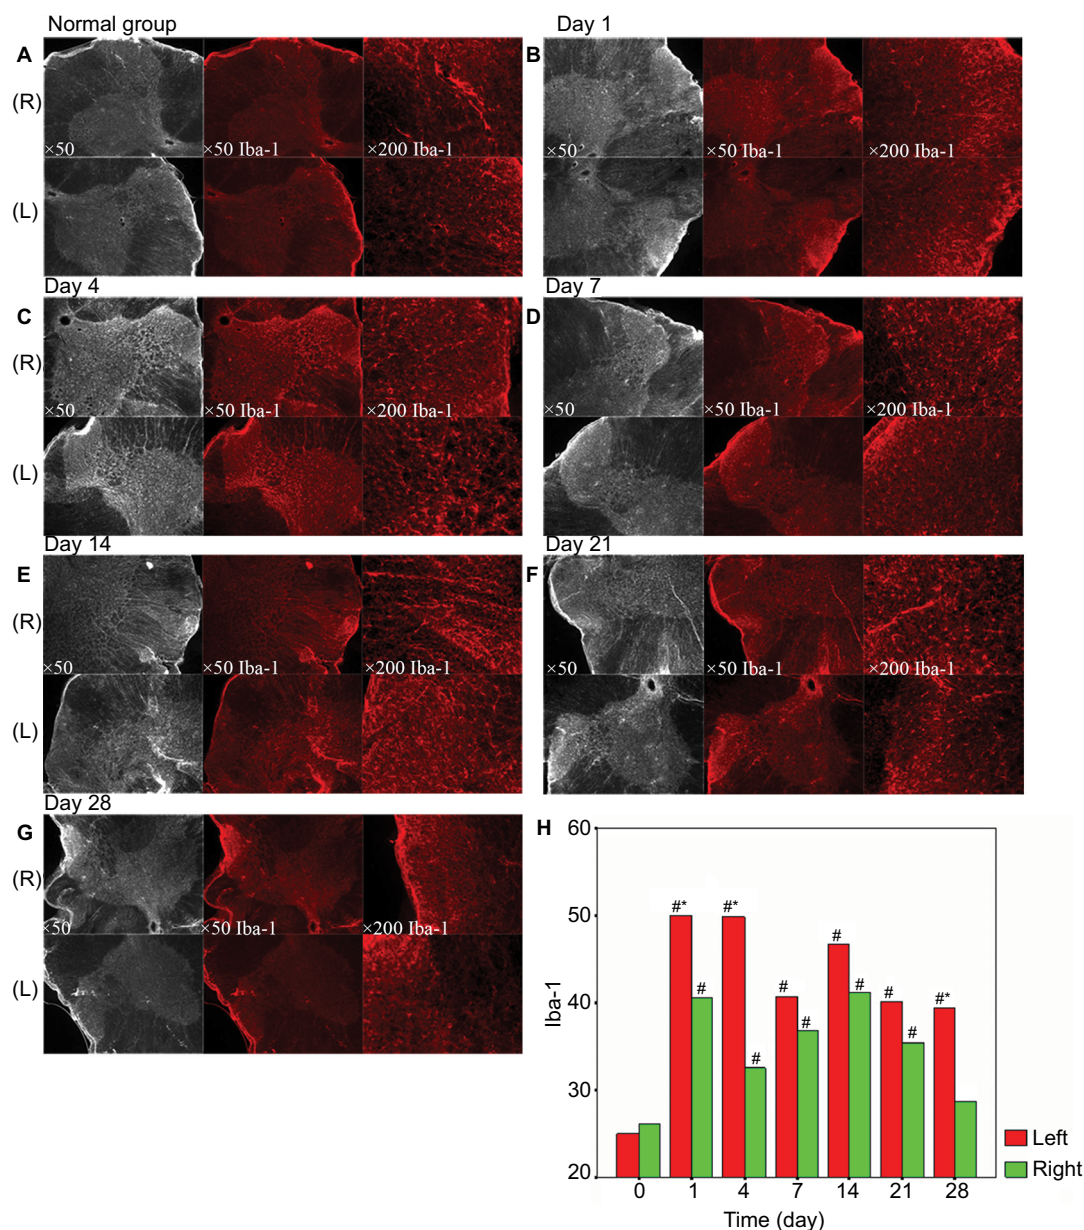 Normal group
Day 1
A
B
(R)
×50
×50 Iba-1
×200 Iba-1
×50
×50 Iba-1
×200 Iba-1
(L)
Day 4
Day 7
C
D
(R)
×50
×50 Iba-1
×200 Iba-1
×50
×50 Iba-1
×200 Iba-1
(L)
Day 14
Day 21
E
F
(R)
×50
×50 Iba-1
×200 Iba-1
×50
×50 Iba-1
×200 Iba-1
(L)
Day 28
G
(R)
×50
×50 Iba-1
×200 Iba-1
(L)
H
60
50
40
30
20
Iba-1
#*
#
#*
#
#
#
#
#
#
#
#*
0 1 4 7 14 21 28
Time (day)
Left
Right